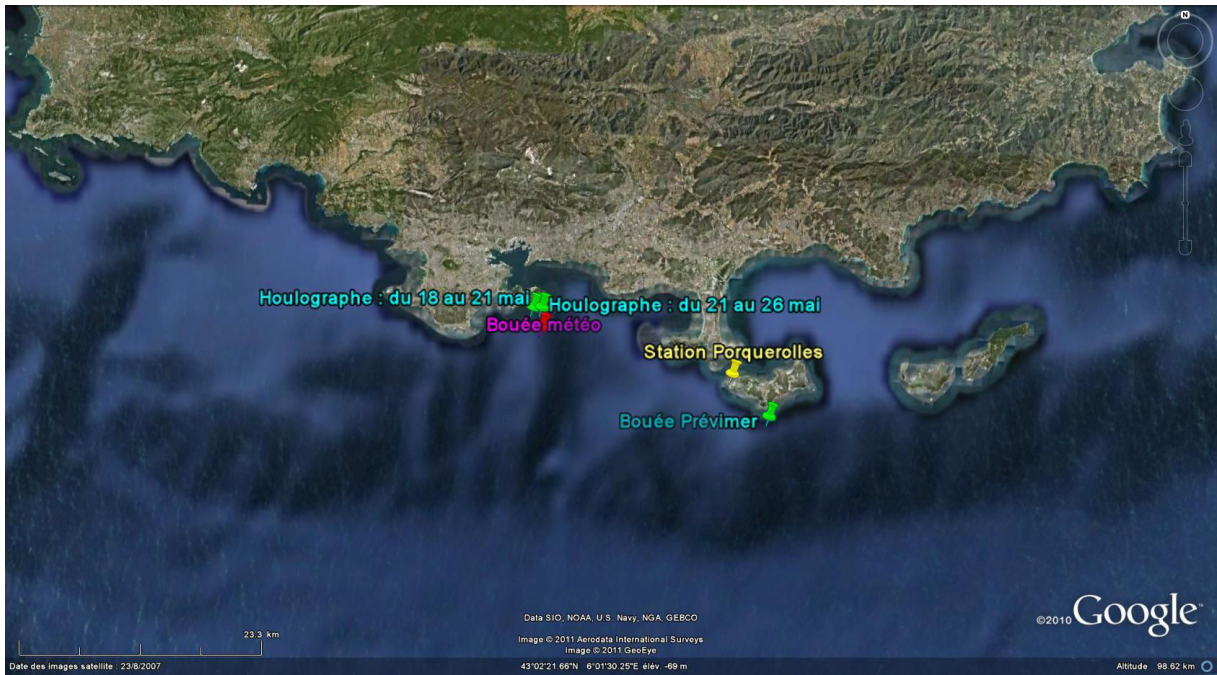 N
Houlographe : du 18 au 21 mai
Houlographe : du 21 au 26 mai
Bouée météo
Station Porquerolles
Bouée Prévimer
Data SIO, NOAA, U.S. Navy, NGA, GEBCO
©2010 Google™
23.3 km
Image © 2011 Aerodata International Surveys
Image © 2011 GeoEye
Date des images satellite : 23/8/2007
43°02'21.66"N 6°01'30.25"E élév. -69 m
Altitude 98.62 km